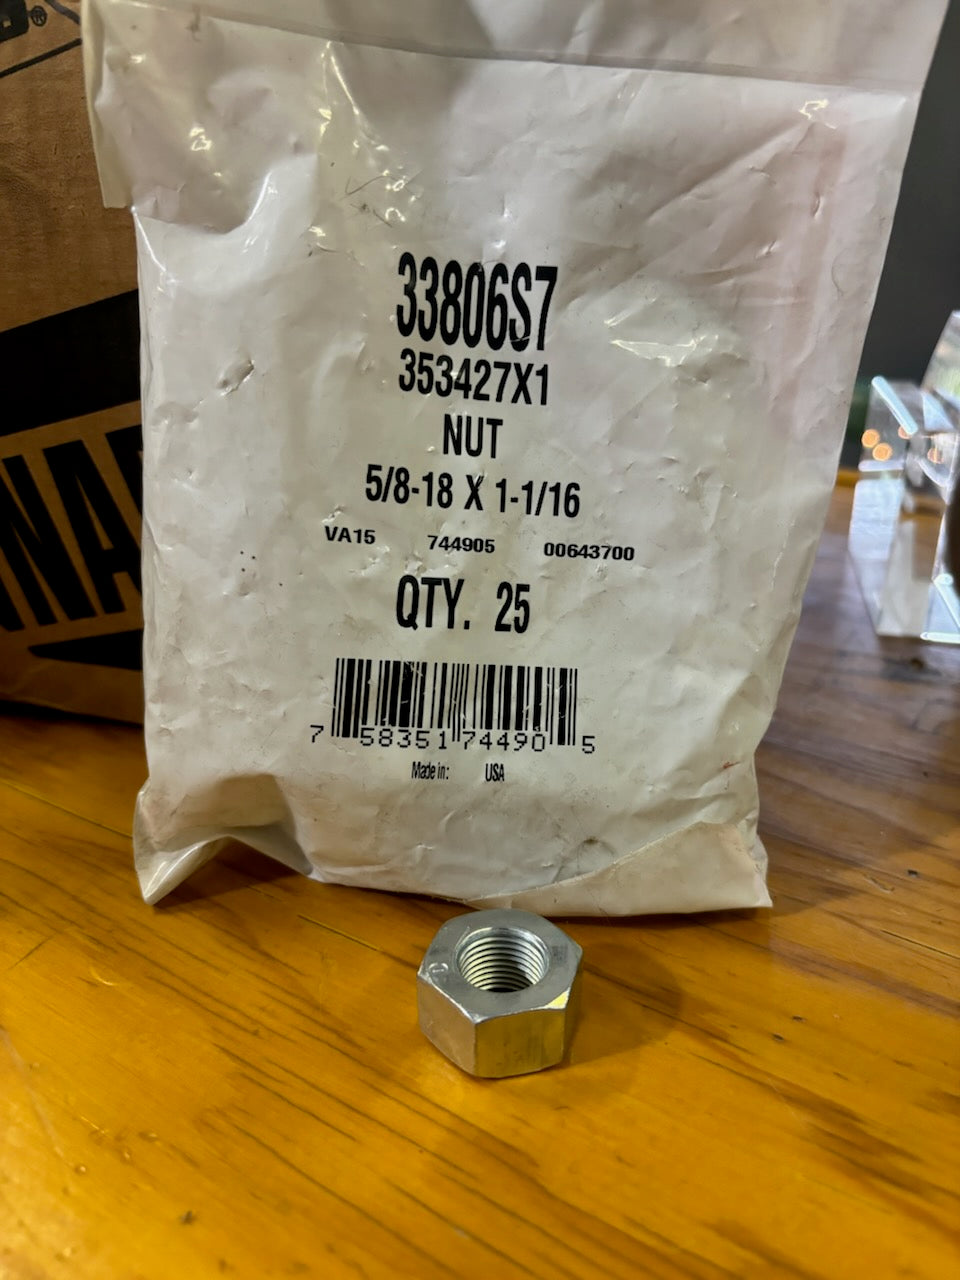 ®
33806S7
353427X1
NUT
5/8-18 X 1-1/16
VA15 744905 00643700
QTY. 25
7 58351 74490 5
Made in: USA